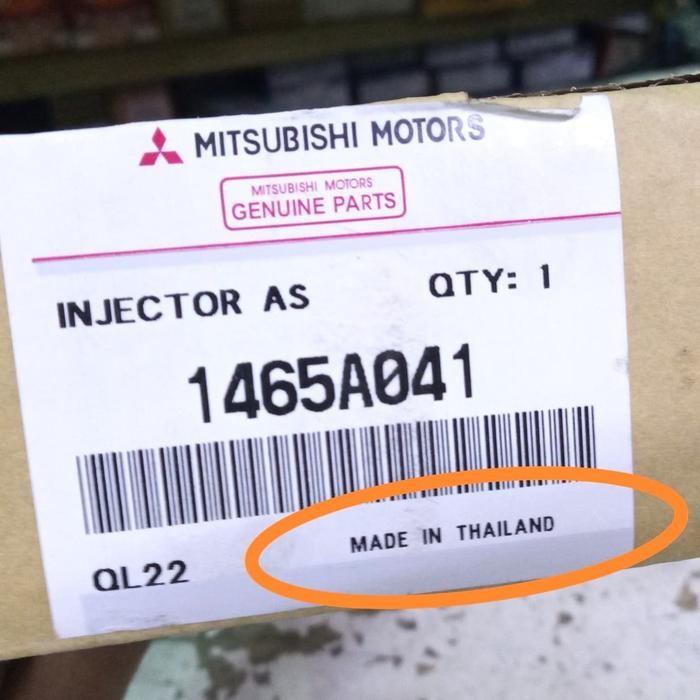 MITSUBISHI MOTORS
MITSUBISHI MOTORS
GENUINE PARTS
INJECTOR AS QTY: 1
1465A041
MADE IN THAILAND
QL22